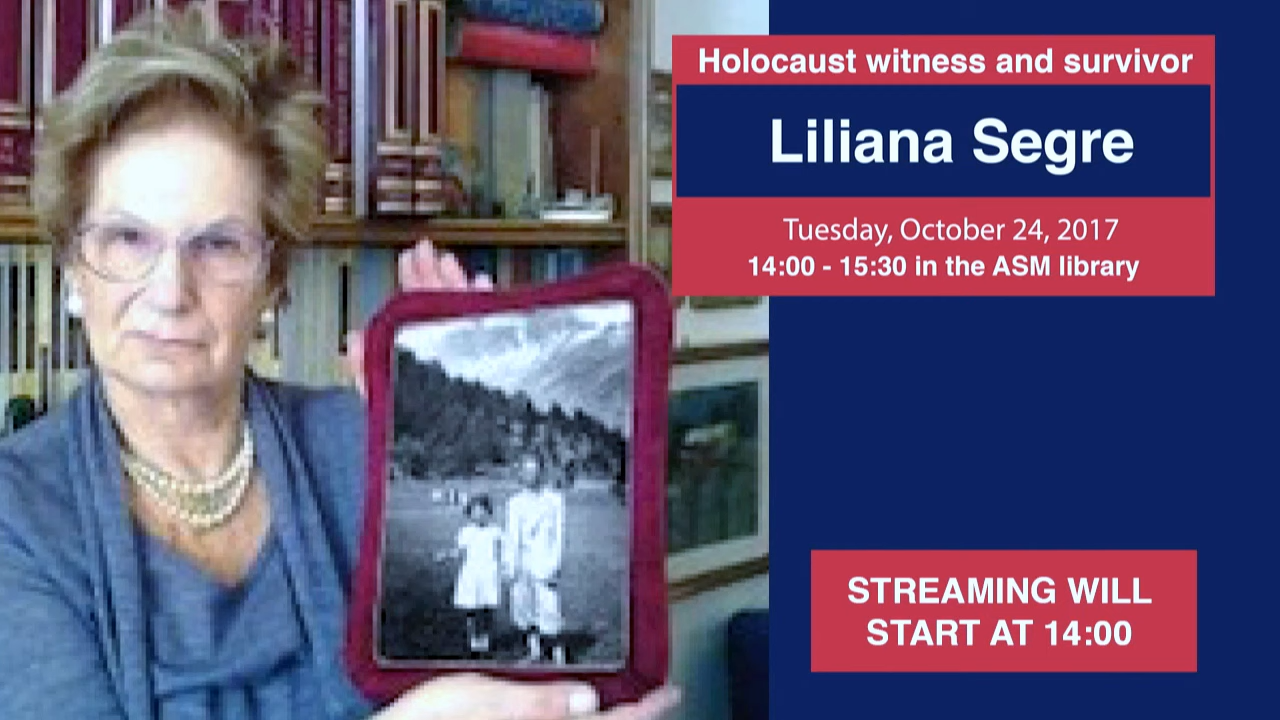 Holocaust witness and survivor
Liliana Segre
Tuesday, October 24, 2017
14:00 - 15:30 in the ASM library
STREAMING WILL
START AT 14:00